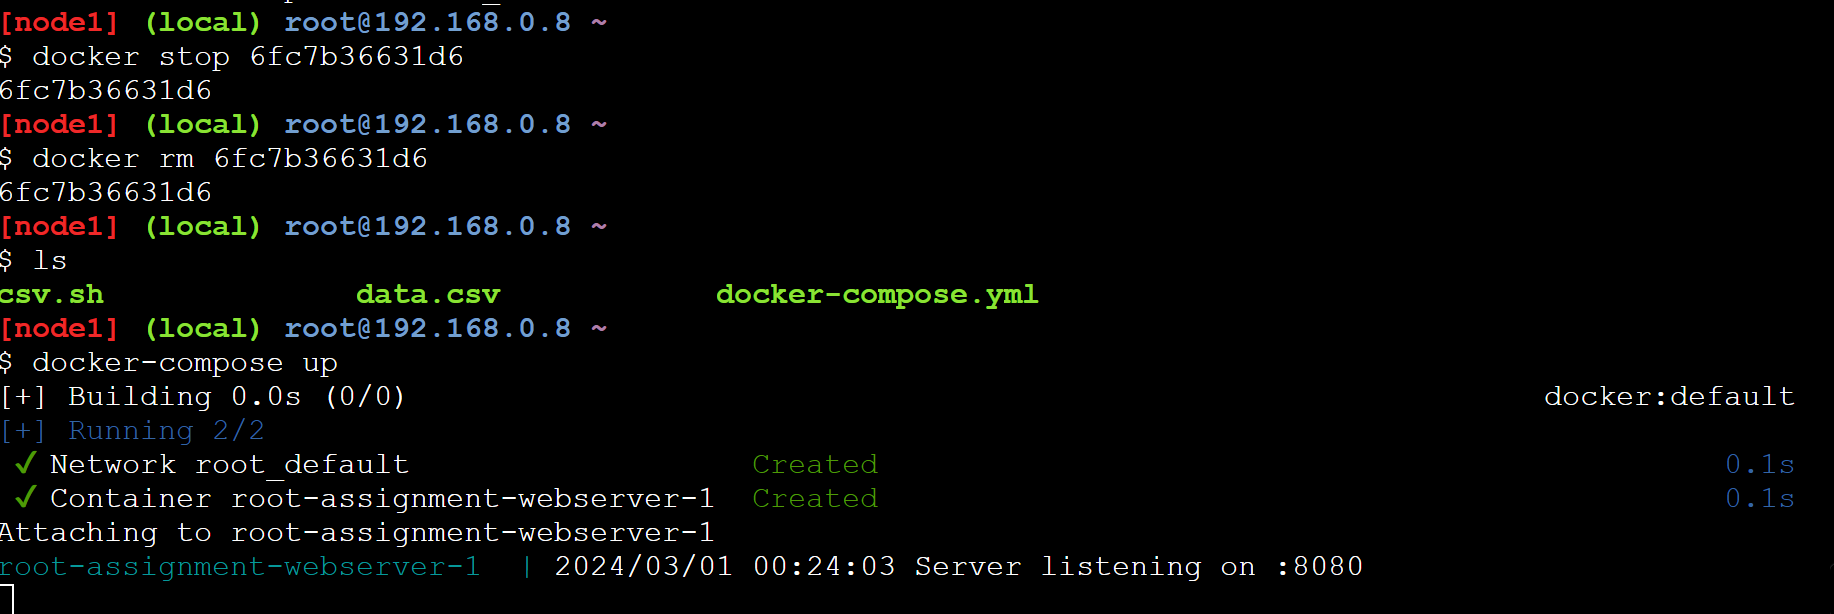 [node1] (local) root@192.168.0.8 ~
$ docker stop 6fc7b36631d6
6fc7b36631d6
[node1] (local) root@192.168.0.8 ~
$ docker rm 6fc7b36631d6
6fc7b36631d6
[node1] (local) root@192.168.0.8 ~
$ ls
csv.sh data.csv docker-compose.yml
[node1] (local) root@192.168.0.8 ~
$ docker-compose up
[+] Building 0.0s (0/0) docker:default
[+] Running 2/2
✓ Network root_default Created 0.1s
✓ Container root-assignment-webserver-1 Created 0.1s
Attaching to root-assignment-webserver-1
root-assignment-webserver-1 | 2024/03/01 00:24:03 Server listening on :8080